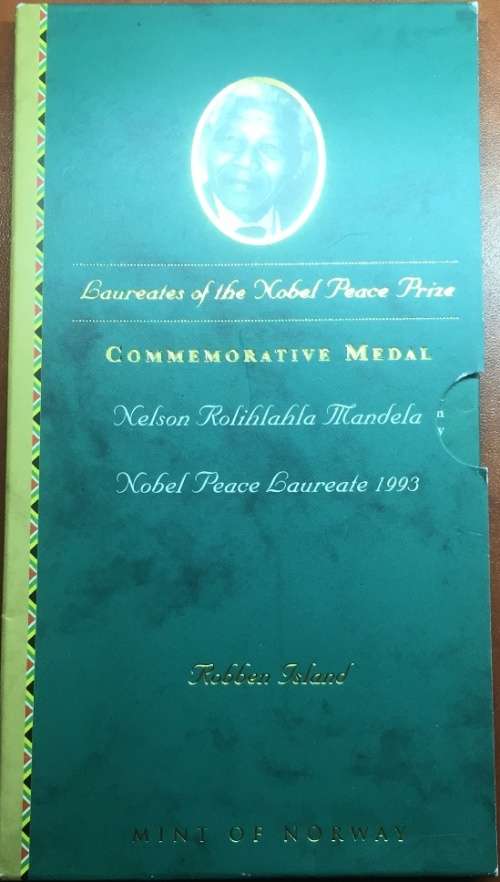 Laureates of the Nobel Peace Prize
COMMEMORATIVE MEDAL
Nelson Rolihlahla Mandela
n
y
Nobel Peace Laureate 1993
Robben Island
MINT OF NORWAY